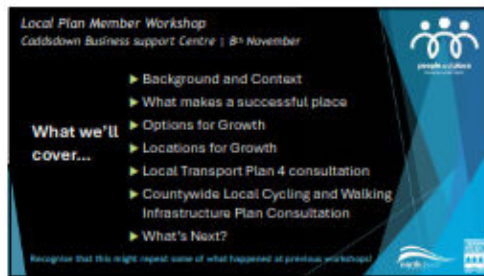 Local Plan Member Workshop
Caddsdown Business support Centre | 8th November
What we'll
cover...
Background and Context
What makes a successful place
Options for Growth
Locations for Growth
Local Transport Plan 4 consultation
Countywide Local Cycling and Walking
Infrastructure Plan Consultation
What's Next?
Recognise that this might repeat some of what happened at previous workshops!